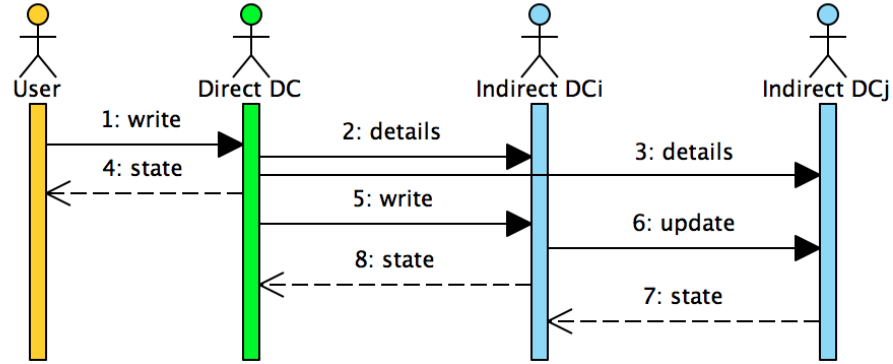 User
Direct DC
Indirect DCi
Indirect DCj
1: write
2: details
3: details
4: state
5: write
6: update
8: state
7: state